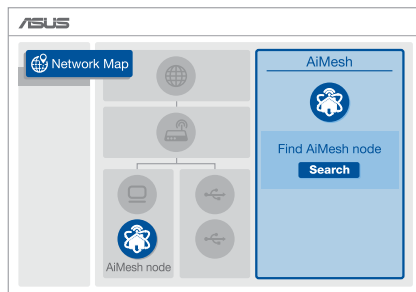 ASUS
Network Map
AiMesh
Find AiMesh node
Search
AiMesh node